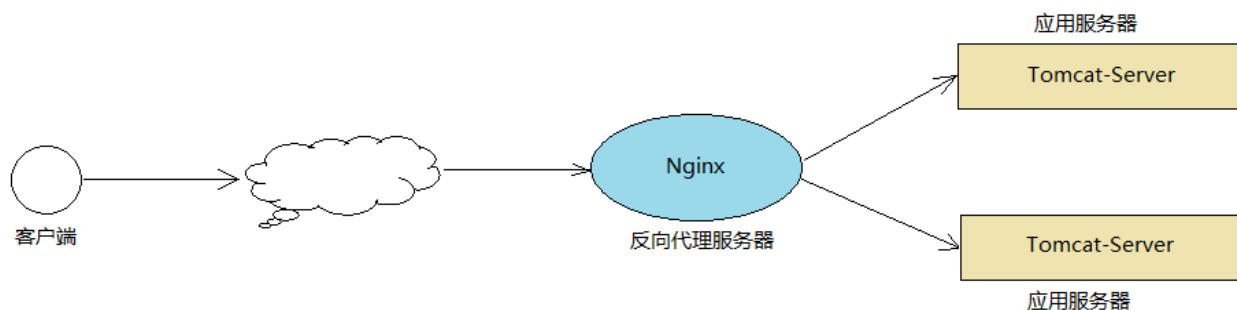 应用服务器
Tomcat-Server
Nginx
客户端
反向代理服务器
Tomcat-Server
应用服务器